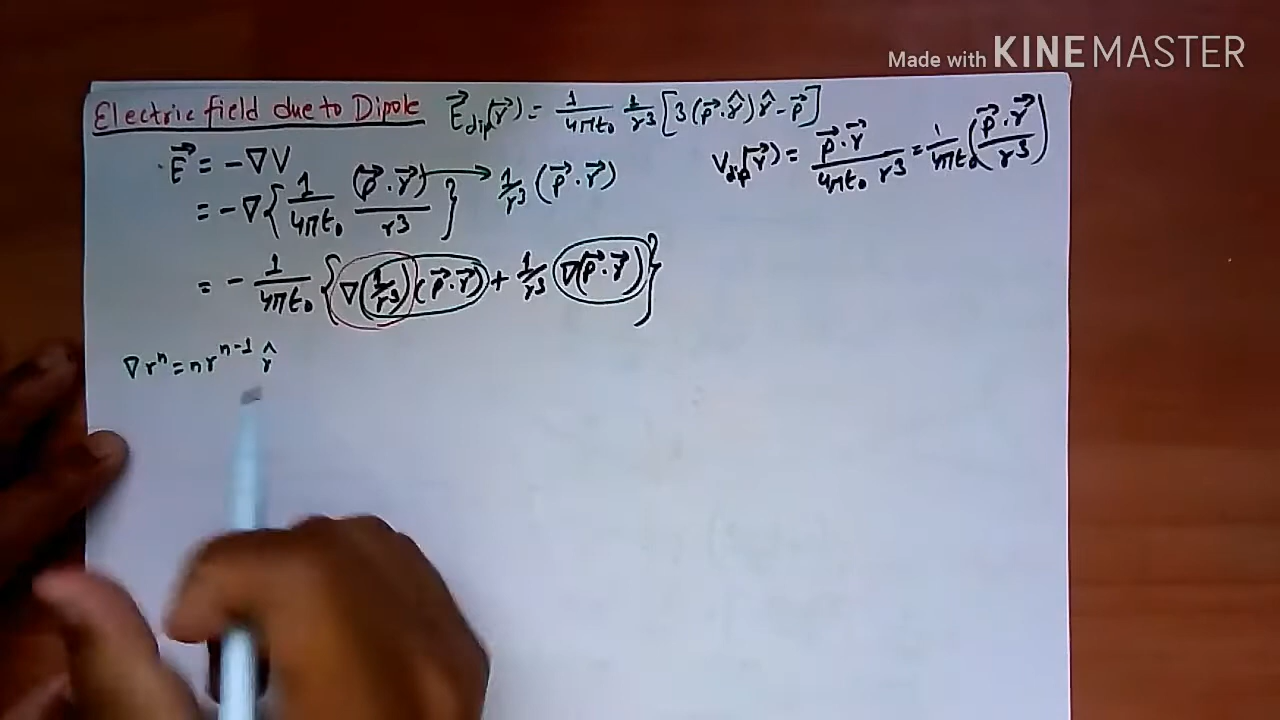 Made with KINEMASTER
Electric field due to Dipole E⃗dip(r⃗) = 1/4πε₀ 1/r³ [3(p⃗·r̂)r̂ - p⃗]
Vdip(r⃗) = p⃗·r⃗/4πε₀ r³ = 1/4πε₀ (p⃗·r⃗/r³)
E⃗ = -∇V
= -∇{1/4πε₀ (p⃗·r⃗)/r³} → 1/r³ (p⃗·r⃗)
= - 1/4πε₀ {∇(1/r³)(p⃗·r⃗) + 1/r³ ∇(p⃗·r⃗)}
∇rⁿ = nrⁿ⁻¹ r̂